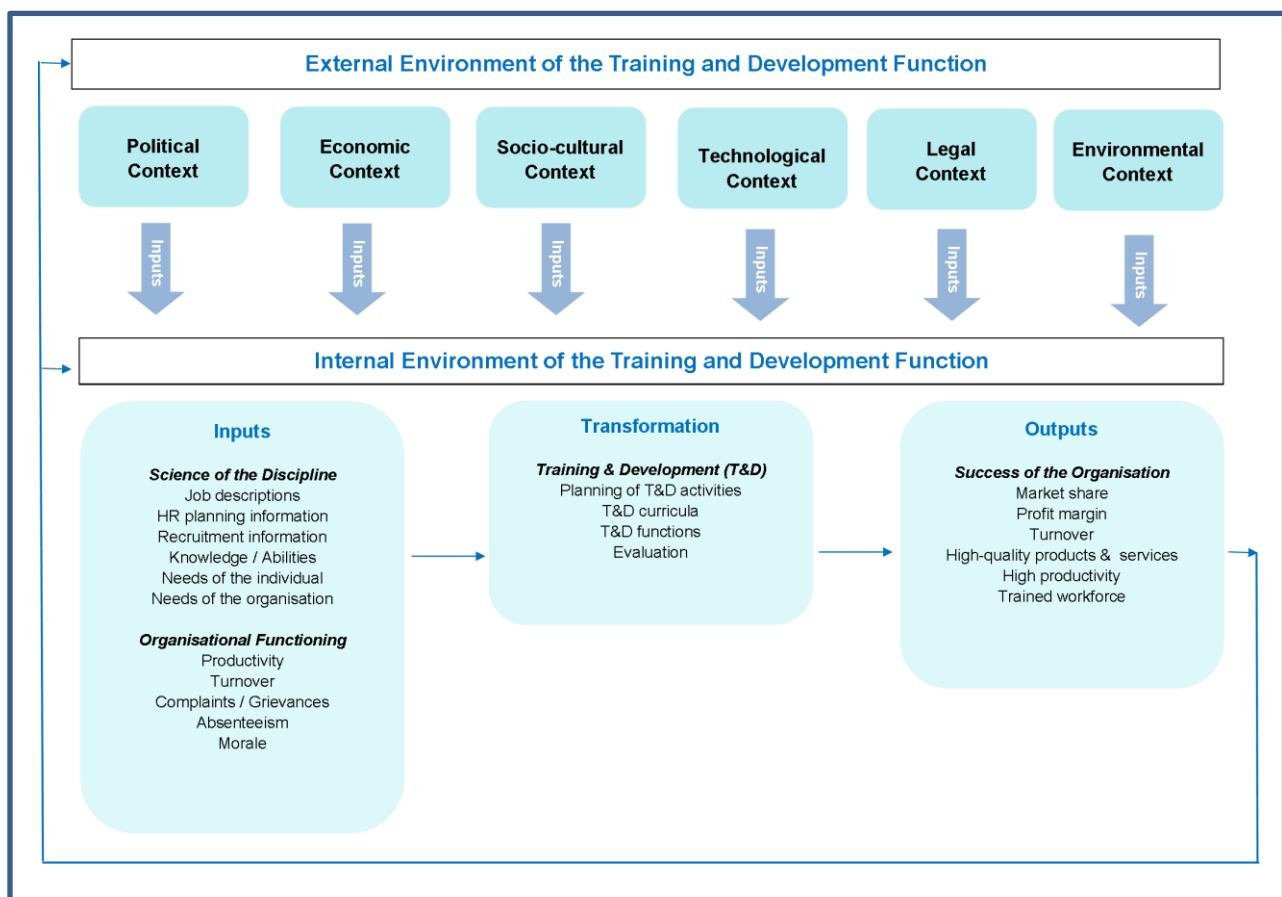 External Environment of the Training and Development Function
Political
Context
Economic
Context
Socio-cultural
Context
Technological
Context
Legal
Context
Environmental
Context
Inputs
Inputs
Inputs
Inputs
Inputs
Inputs
Internal Environment of the Training and Development Function
Inputs
Science of the Discipline
Job descriptions
HR planning information
Recruitment information
Knowledge / Abilities
Needs of the individual
Needs of the organisation
Organisational Functioning
Productivity
Turnover
Complaints / Grievances
Absenteeism
Morale
Transformation
Training & Development (T&D)
Planning of T&D activities
T&D curricula
T&D functions
Evaluation
Outputs
Success of the Organisation
Market share
Profit margin
Turnover
High-quality products & services
High productivity
Trained workforce